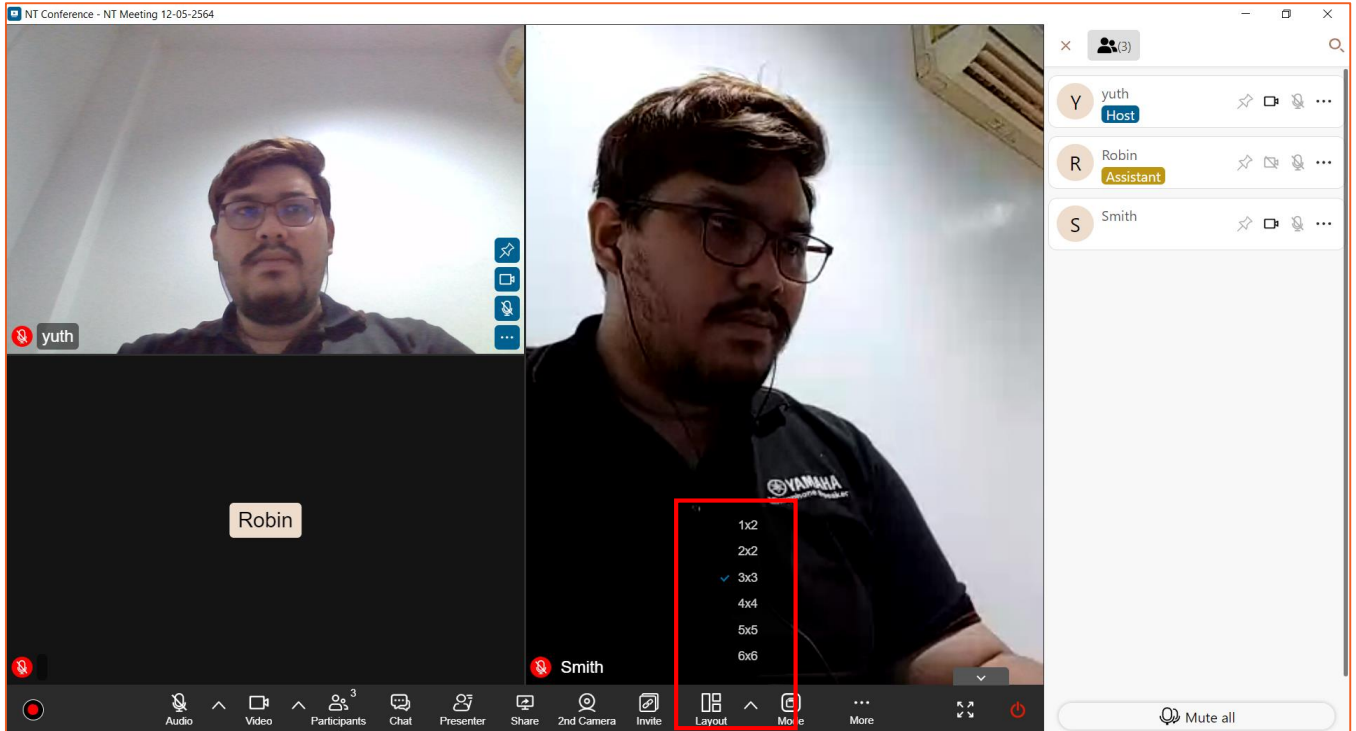 NT Conference - NT Meeting 12-05-2564
(3)
Y yuth
Host
R Robin
Assistant
S Smith
yuth
YAMAHA
Robin
1x2
2x2
3x3
4x4
5x5
6x6
Smith
Audio
Video
Participants 3
Chat
Presenter
Share
2nd Camera
Invite
Layout
Mode
More
Mute all